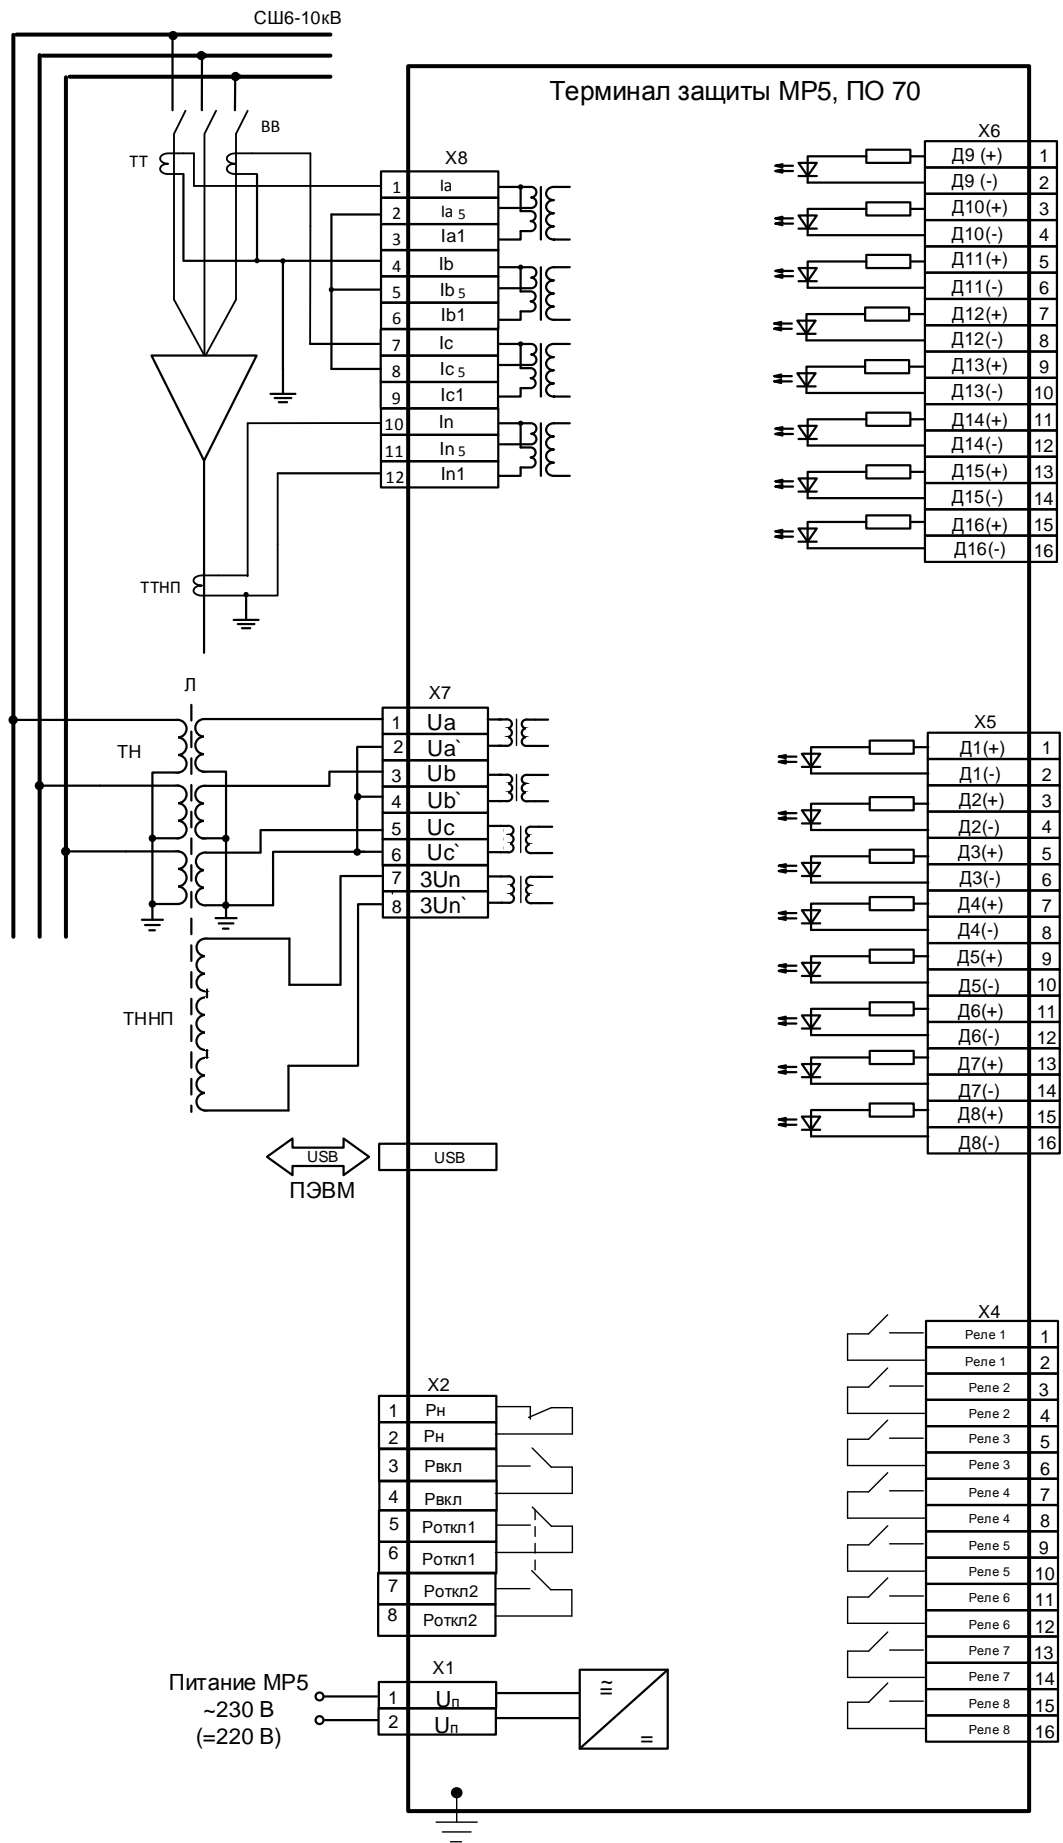 СШ6-10кВ
Терминал защиты МР5, ПО 70
ВВ
ТТ
X8
1 Ia
2 Ia 5
3 Ia1
4 Ib
5 Ib 5
6 Ib1
7 Ic
8 Ic 5
9 Ic1
10 In
11 In 5
12 In1
ТТНП
X6
Д9 (+) 1
Д9 (-) 2
Д10(+) 3
Д10(-) 4
Д11(+) 5
Д11(-) 6
Д12(+) 7
Д12(-) 8
Д13(+) 9
Д13(-) 10
Д14(+) 11
Д14(-) 12
Д15(+) 13
Д15(-) 14
Д16(+) 15
Д16(-) 16
Л
ТН
X7
1 Ua
2 Ua`
3 Ub
4 Ub`
5 Uc
6 Uc`
7 3Un
8 3Un`
ТННП
X5
Д1(+) 1
Д1(-) 2
Д2(+) 3
Д2(-) 4
Д3(+) 5
Д3(-) 6
Д4(+) 7
Д4(-) 8
Д5(+) 9
Д5(-) 10
Д6(+) 11
Д6(-) 12
Д7(+) 13
Д7(-) 14
Д8(+) 15
Д8(-) 16
USB USB
ПЭВМ
X4
Реле 1 1
Реле 1 2
Реле 2 3
Реле 2 4
Реле 3 5
Реле 3 6
Реле 4 7
Реле 4 8
Реле 5 9
Реле 5 10
Реле 6 11
Реле 6 12
Реле 7 13
Реле 7 14
Реле 8 15
Реле 8 16
X2
1 Рн
2 Рн
3 Рвкл
4 Рвкл
5 Роткл1
6 Роткл1
7 Роткл2
8 Роткл2
X1
Питание МР5
~230 В
(=220 В)
1 Uп
2 Uп
≅
=